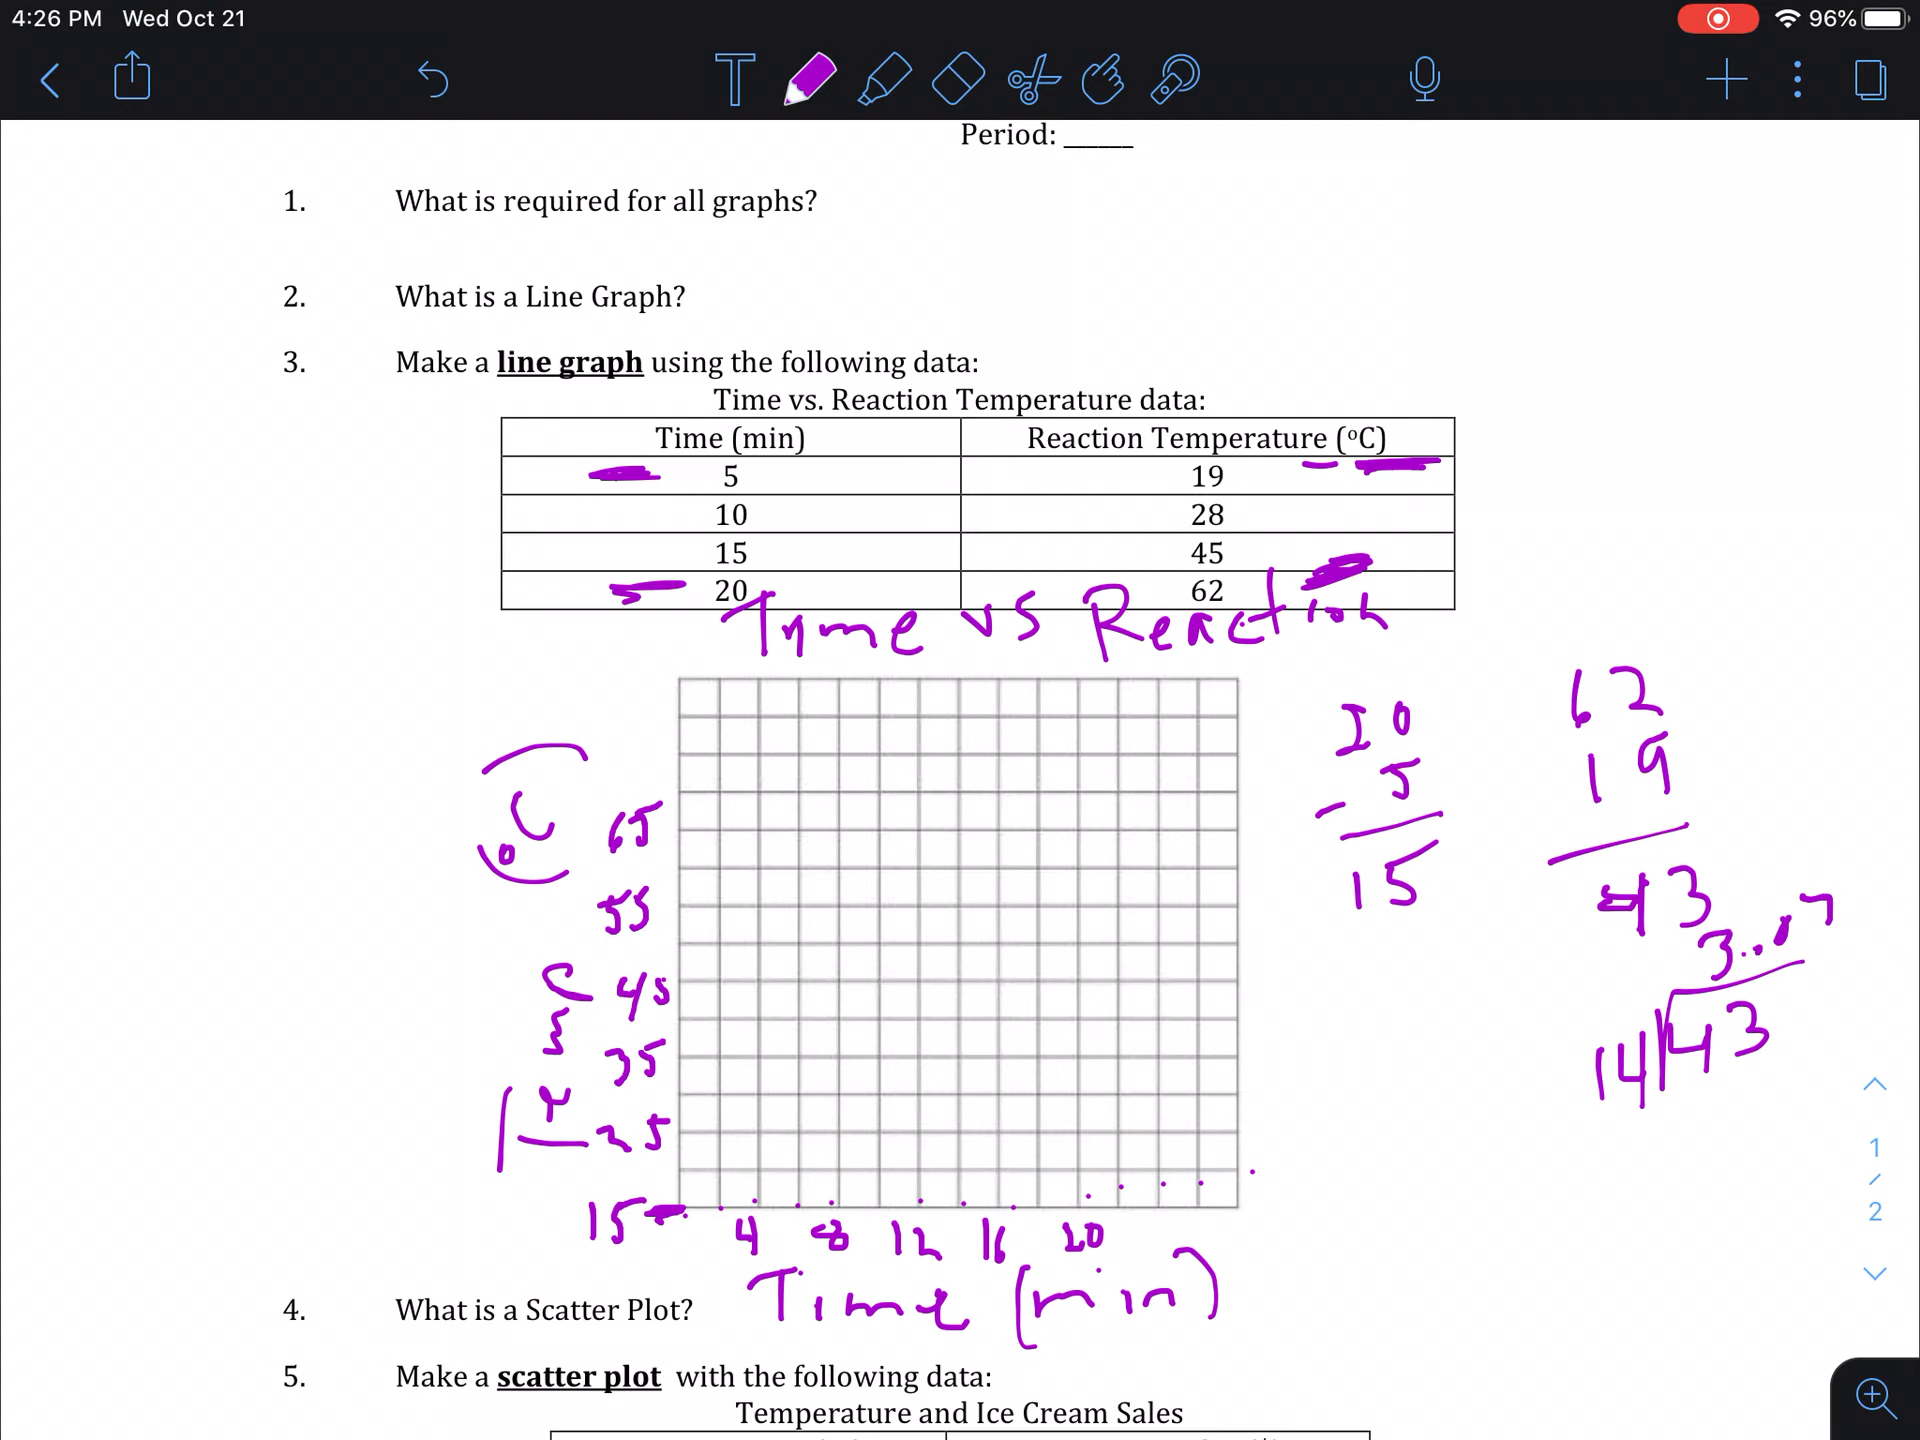 4:26 PM Wed Oct 21
96%
Period: ______
1. What is required for all graphs?
2. What is a Line Graph?
3. Make a line graph using the following data:
Time vs. Reaction Temperature data:
Time (min) Reaction Temperature (°C)
5 19
10 28
15 45
20 62
Time vs Reaction
(°C)
Temp
65
55
45
35
25
15
4 8 12 16 20
Time (min)
5
15
62
19
43
14 43
1
/
2
4. What is a Scatter Plot?
5. Make a scatter plot with the following data:
Temperature and Ice Cream Sales